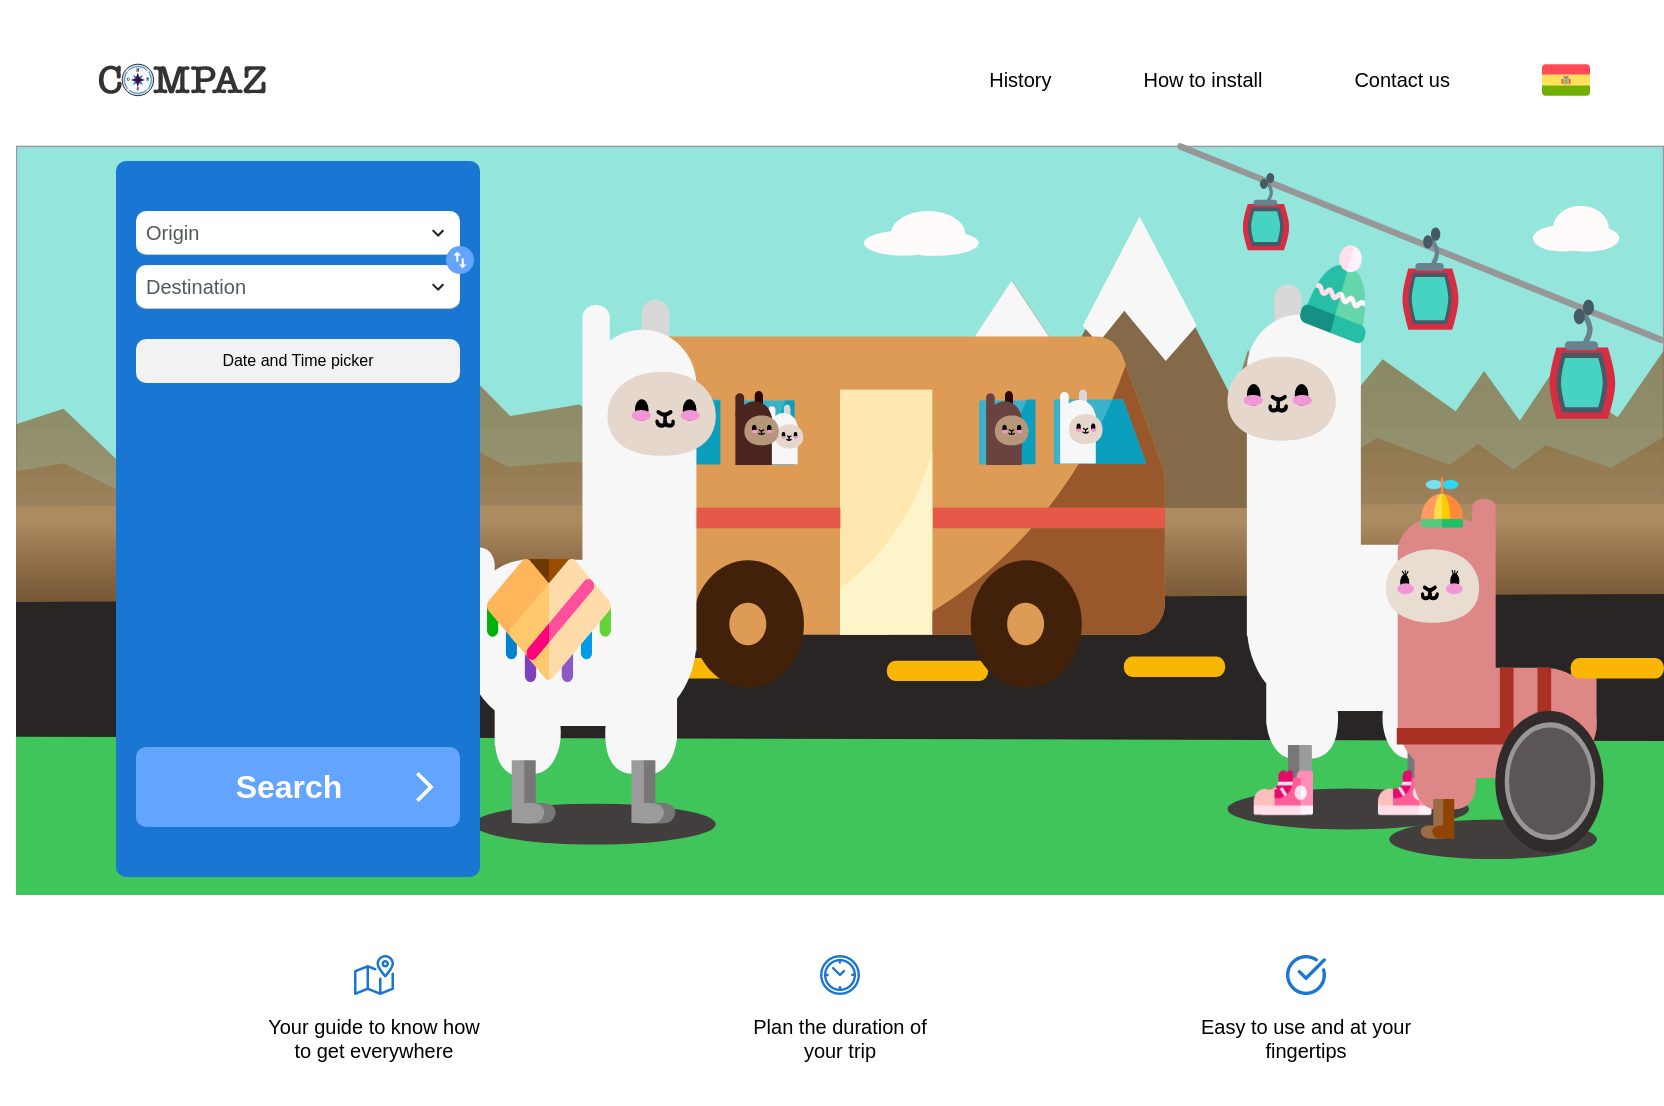 COMPAZ
History
How to install
Contact us
Origin
Destination
Date and Time picker
Search
Your guide to know how
to get everywhere
Plan the duration of
your trip
Easy to use and at your
fingertips